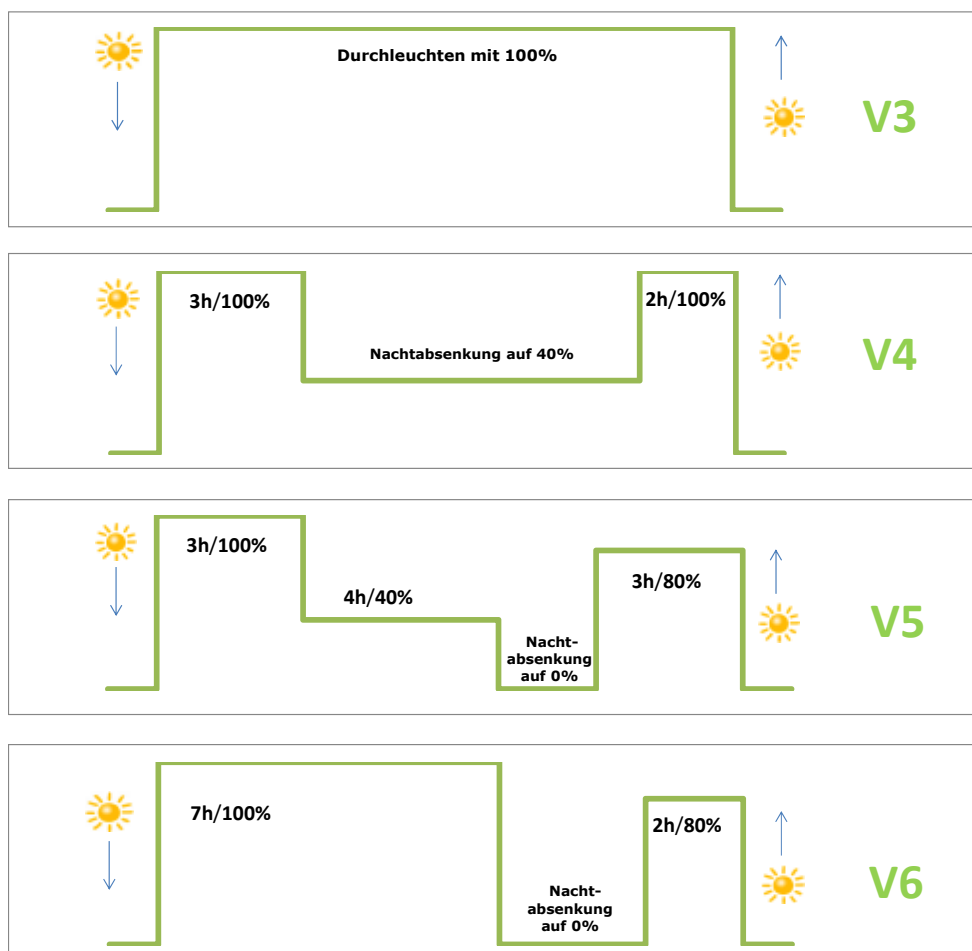 Durchleuchten mit 100%
V3
3h/100%
2h/100%
Nachtabsenkung auf 40%
V4
3h/100%
4h/40%
3h/80%
Nacht-
absenkung
auf 0%
V5
7h/100%
2h/80%
Nacht-
absenkung
auf 0%
V6